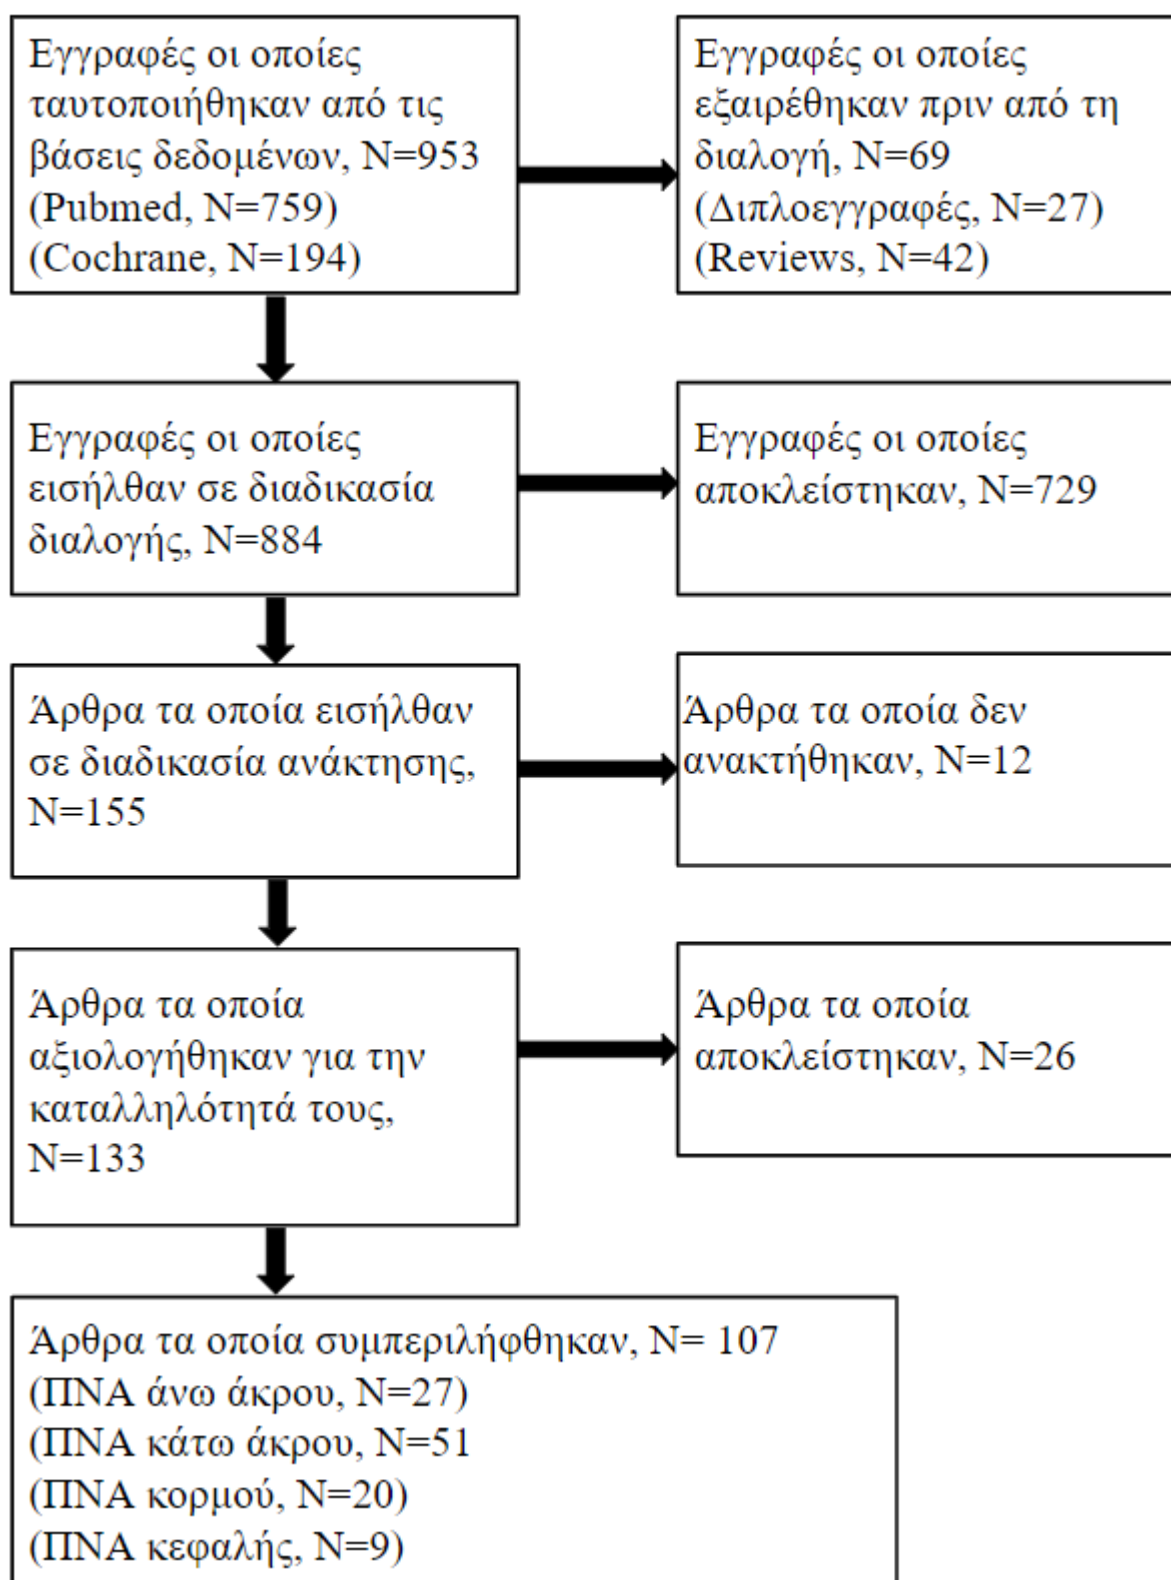 Εγγραφές οι οποίες
ταυτοποιήθηκαν από τις
βάσεις δεδομένων, N=953
(Pubmed, N=759)
(Cochrane, N=194)
Εγγραφές οι οποίες
εξαιρέθηκαν πριν από τη
διαλογή, N=69
(Διπλοεγγραφές, N=27)
(Reviews, N=42)
Εγγραφές οι οποίες
εισήλθαν σε διαδικασία
διαλογής, N=884
Εγγραφές οι οποίες
αποκλείστηκαν, N=729
Άρθρα τα οποία εισήλθαν
σε διαδικασία ανάκτησης,
N=155
Άρθρα τα οποία δεν
ανακτήθηκαν, N=12
Άρθρα τα οποία
αξιολογήθηκαν για την
καταλληλότητά τους,
N=133
Άρθρα τα οποία
αποκλείστηκαν, N=26
Άρθρα τα οποία συμπεριλήφθηκαν, N= 107
(ΠΝΑ άνω άκρου, N=27)
(ΠΝΑ κάτω άκρου, N=51
(ΠΝΑ κορμού, N=20)
(ΠΝΑ κεφαλής, N=9)